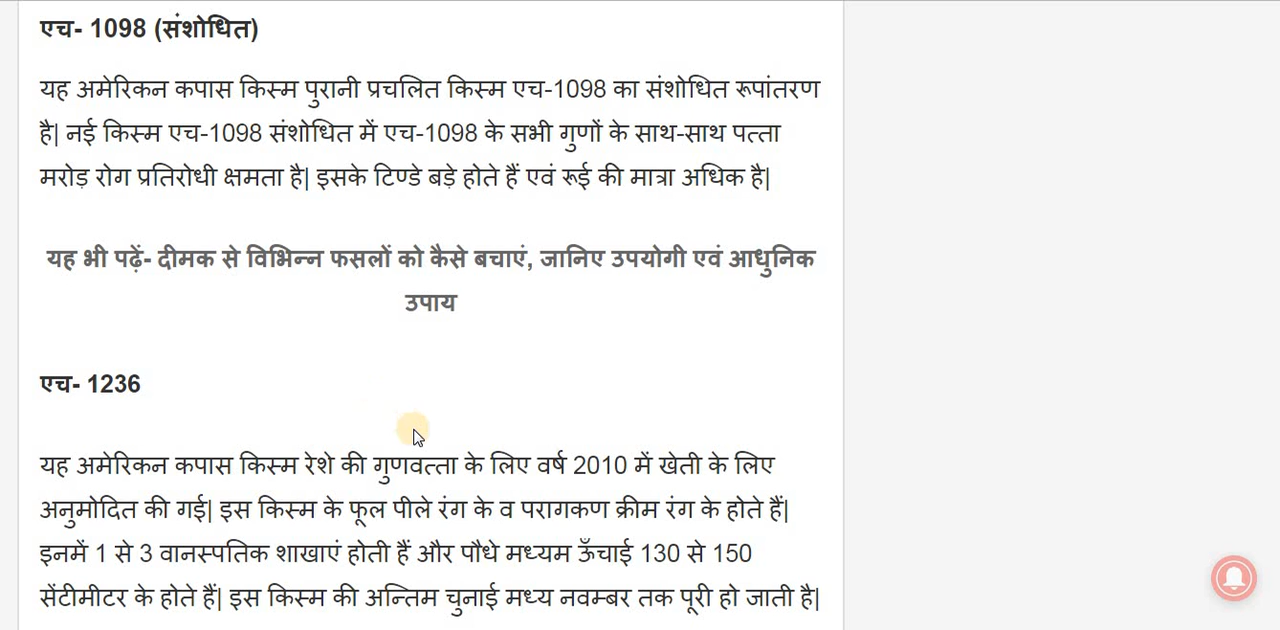 एच- 1098 (संशोधित)
यह अमेरिकन कपास किस्म पुरानी प्रचलित किस्म एच-1098 का संशोधित रूपांतरण
है| नई किस्म एच-1098 संशोधित में एच-1098 के सभी गुणों के साथ-साथ पत्ता
मरोड़ रोग प्रतिरोधी क्षमता है| इसके टिण्डे बड़े होते हैं एवं रूई की मात्रा अधिक है|
यह भी पढ़ें- दीमक से विभिन्न फसलों को कैसे बचाएं, जानिए उपयोगी एवं आधुनिक
उपाय
एच- 1236
यह अमेरिकन कपास किस्म रेशे की गुणवत्ता के लिए वर्ष 2010 में खेती के लिए
अनुमोदित की गई| इस किस्म के फूल पीले रंग के व परागकण क्रीम रंग के होते हैं|
इनमें 1 से 3 वानस्पतिक शाखाएं होती हैं और पौधे मध्यम ऊँचाई 130 से 150
सेंटीमीटर के होते हैं| इस किस्म की अन्तिम चुनाई मध्य नवम्बर तक पूरी हो जाती है|